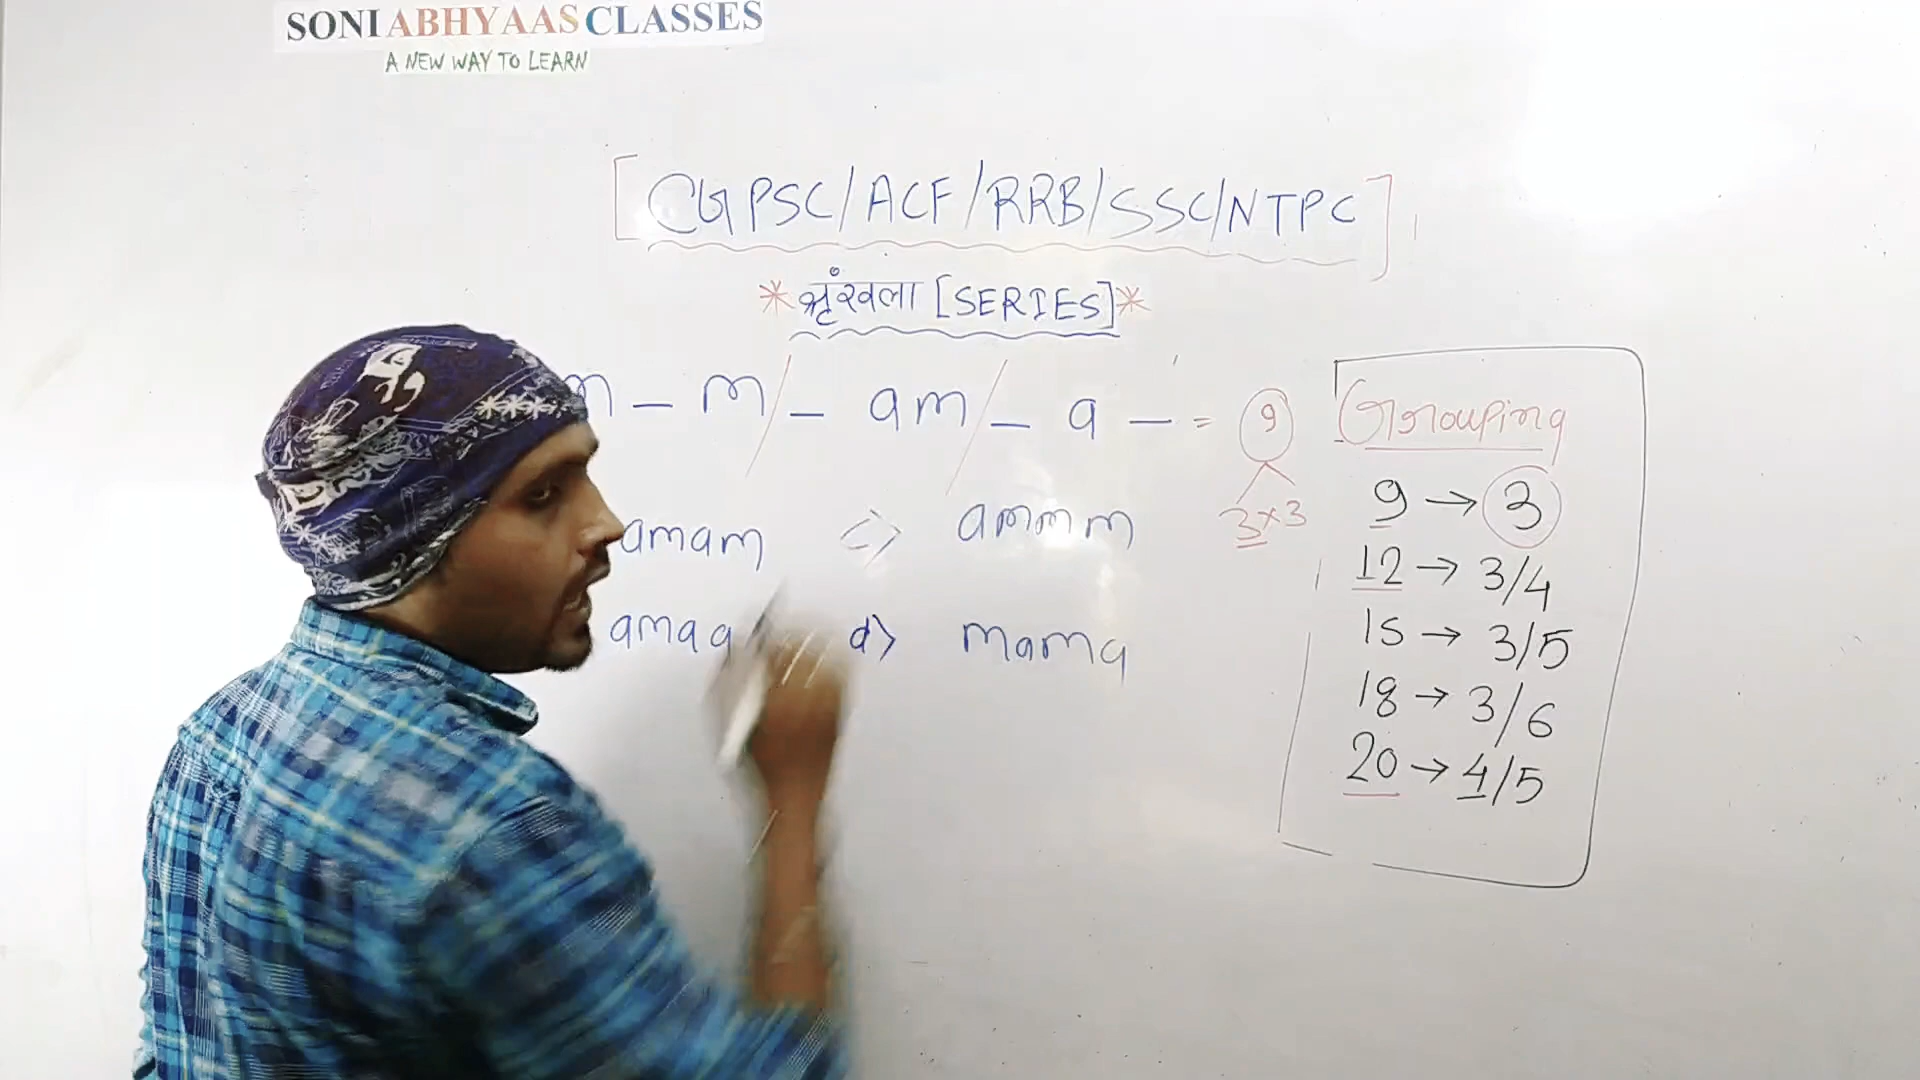 SONI ABHYAAS CLASSES
A NEW WAY TO LEARN
[CGPSC/ACF/RRB/SSC/NTPC]
*श्रृंखला [SERIES]*
m _ m/ _ am/ _ a _ = 9
3×3
amam c> ammm
amaa d> mama
Grouping
9 → 3
12 → 3/4
15 → 3/5
18 → 3/6
20 → 4/5